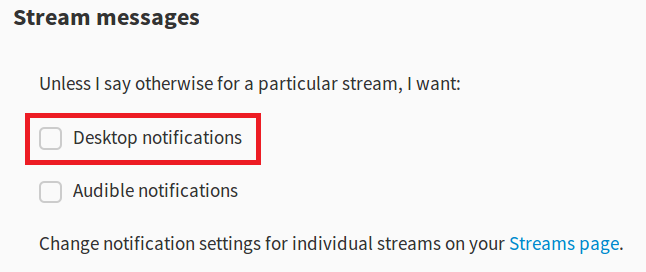 Stream messages
Unless I say otherwise for a particular stream, I want:
Desktop notifications
Audible notifications
Change notification settings for individual streams on your Streams page.